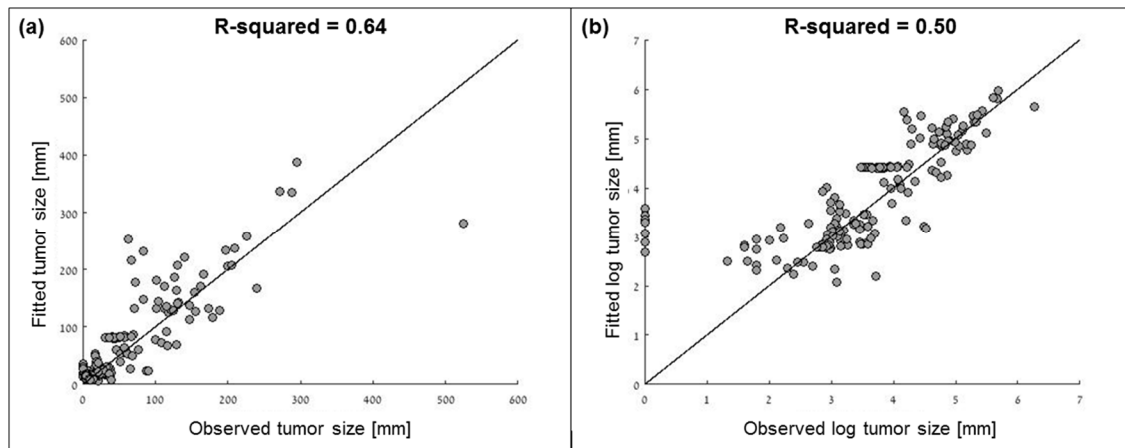 (a)
R-squared = 0.64
600
500
400
300
200
100
0
Fitted tumor size [mm]
0 100 200 300 400 500 600
Observed tumor size [mm]
(b)
R-squared = 0.50
7
6
5
4
3
2
1
0
Fitted log tumor size [mm]
0 1 2 3 4 5 6 7
Observed log tumor size [mm]